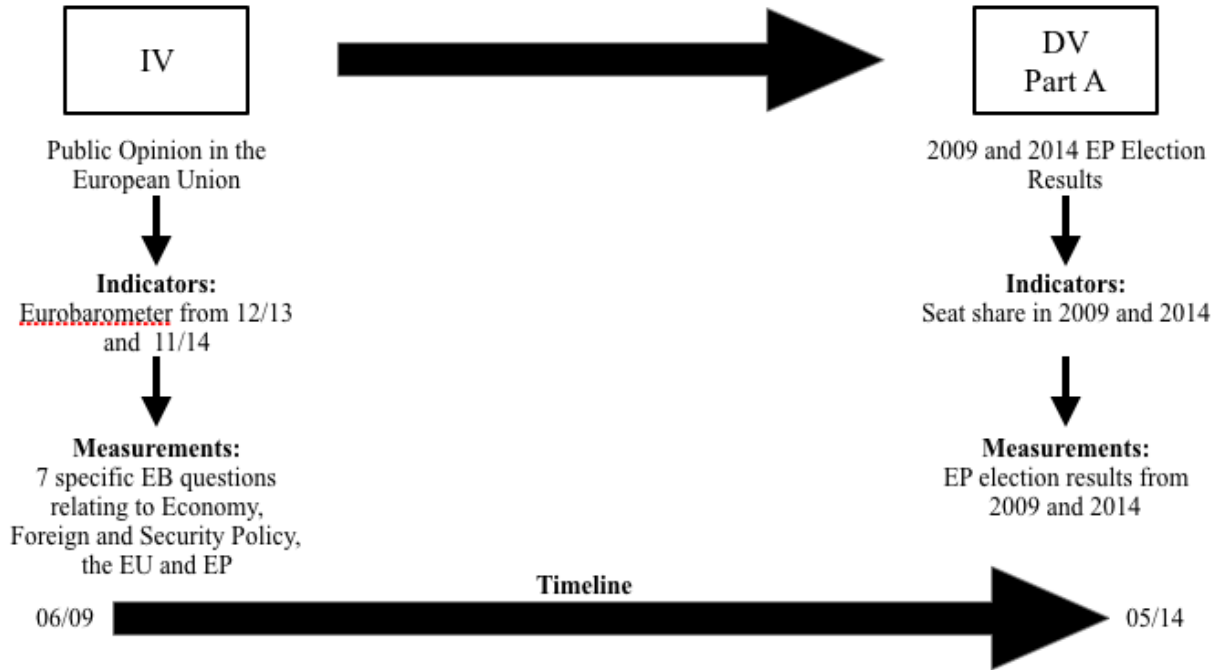 IV
Public Opinion in the
European Union
Indicators:
Eurobarometer from 12/13
and 11/14
Measurements:
7 specific EB questions
relating to Economy,
Foreign and Security Policy,
the EU and EP
DV
Part A
2009 and 2014 EP Election
Results
Indicators:
Seat share in 2009 and 2014
Measurements:
EP election results from
2009 and 2014
Timeline
06/09
05/14